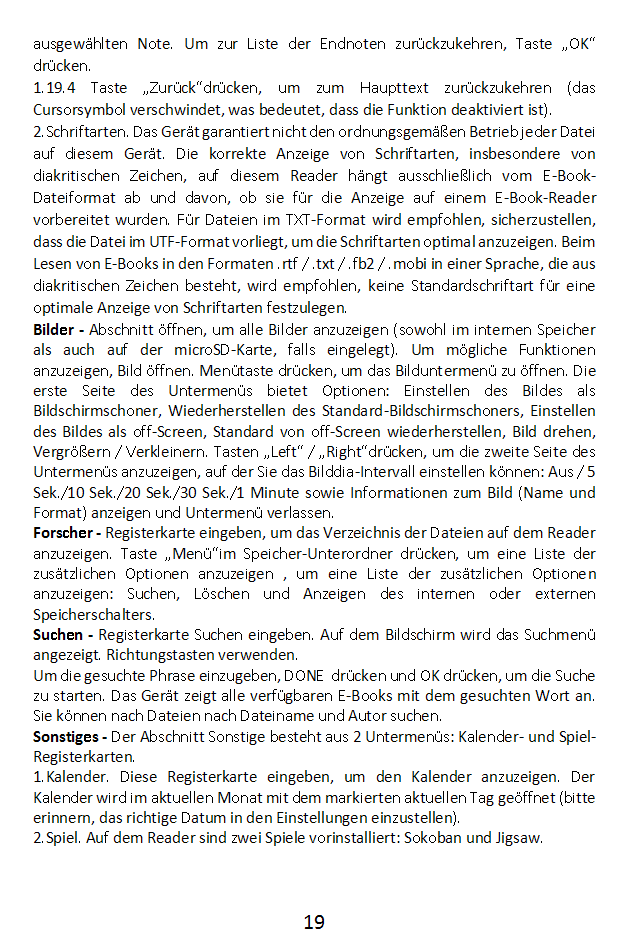 ausgewählten Note. Um zur Liste der Endnoten zurückzukehren, Taste „OK“
drücken.
1.19.4 Taste „Zurück“drücken, um zum Haupttext zurückzukehren (das
Cursorsymbol verschwindet, was bedeutet, dass die Funktion deaktiviert ist).
2.Schriftarten. Das Gerät garantiert nicht den ordnungsgemäßen Betrieb jeder Datei
auf diesem Gerät. Die korrekte Anzeige von Schriftarten, insbesondere von
diakritischen Zeichen, auf diesem Reader hängt ausschließlich vom E-Book-
Dateiformat ab und davon, ob sie für die Anzeige auf einem E-Book-Reader
vorbereitet wurden. Für Dateien im TXT-Format wird empfohlen, sicherzustellen,
dass die Datei im UTF-Format vorliegt, um die Schriftarten optimal anzuzeigen. Beim
Lesen von E-Books in den Formaten .rtf / .txt / .fb2 / .mobi in einer Sprache, die aus
diakritischen Zeichen besteht, wird empfohlen, keine Standardschriftart für eine
optimale Anzeige von Schriftarten festzulegen.
Bilder - Abschnitt öffnen, um alle Bilder anzuzeigen (sowohl im internen Speicher
als auch auf der microSD-Karte, falls eingelegt). Um mögliche Funktionen
anzuzeigen, Bild öffnen. Menütaste drücken, um das Bilduntermenü zu öffnen. Die
erste Seite des Untermenüs bietet Optionen: Einstellen des Bildes als
Bildschirmschoner, Wiederherstellen des Standard-Bildschirmschoners, Einstellen
des Bildes als off-Screen, Standard von off-Screen wiederherstellen, Bild drehen,
Vergrößern / Verkleinern. Tasten „Left“ / „Right“drücken, um die zweite Seite des
Untermenüs anzuzeigen, auf der Sie das Bilddia-Intervall einstellen können: Aus / 5
Sek./10 Sek./20 Sek./30 Sek./1 Minute sowie Informationen zum Bild (Name und
Format) anzeigen und Untermenü verlassen.
Forscher - Registerkarte eingeben, um das Verzeichnis der Dateien auf dem Reader
anzuzeigen. Taste „Menü“im Speicher-Unterordner drücken, um eine Liste der
zusätzlichen Optionen anzuzeigen , um eine Liste der zusätzlichen Optionen
anzuzeigen: Suchen, Löschen und Anzeigen des internen oder externen
Speicherschalters.
Suchen - Registerkarte Suchen eingeben. Auf dem Bildschirm wird das Suchmenü
angezeigt. Richtungstasten verwenden.
Um die gesuchte Phrase einzugeben, DONE drücken und OK drücken, um die Suche
zu starten. Das Gerät zeigt alle verfügbaren E-Books mit dem gesuchten Wort an.
Sie können nach Dateien nach Dateiname und Autor suchen.
Sonstiges - Der Abschnitt Sonstige besteht aus 2 Untermenüs: Kalender- und Spiel-
Registerkarten.
1.Kalender. Diese Registerkarte eingeben, um den Kalender anzuzeigen. Der
Kalender wird im aktuellen Monat mit dem markierten aktuellen Tag geöffnet (bitte
erinnern, das richtige Datum in den Einstellungen einzustellen).
2.Spiel. Auf dem Reader sind zwei Spiele vorinstalliert: Sokoban und Jigsaw.
19